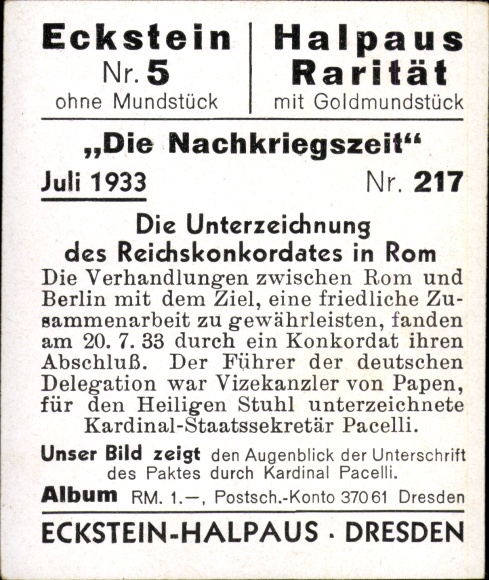 Eckstein
Nr. 5
ohne Mundstück
Halpaus
Rarität
mit Goldmundstück
„Die Nachkriegszeit“
Juli 1933 Nr. 217
Die Unterzeichnung
des Reichskonkordates in Rom
Die Verhandlungen zwischen Rom und
Berlin mit dem Ziel, eine friedliche Zu-
sammenarbeit zu gewährleisten, fanden
am 20. 7. 33 durch ein Konkordat ihren
Abschluß. Der Führer der deutschen
Delegation war Vizekanzler von Papen,
für den Heiligen Stuhl unterzeichnete
Kardinal-Staatssekretär Pacelli.
Unser Bild zeigt den Augenblick der Unterschrift
des Paktes durch Kardinal Pacelli.
Album RM. 1.–, Postsch.-Konto 37061 Dresden
ECKSTEIN-HALPAUS · DRESDEN